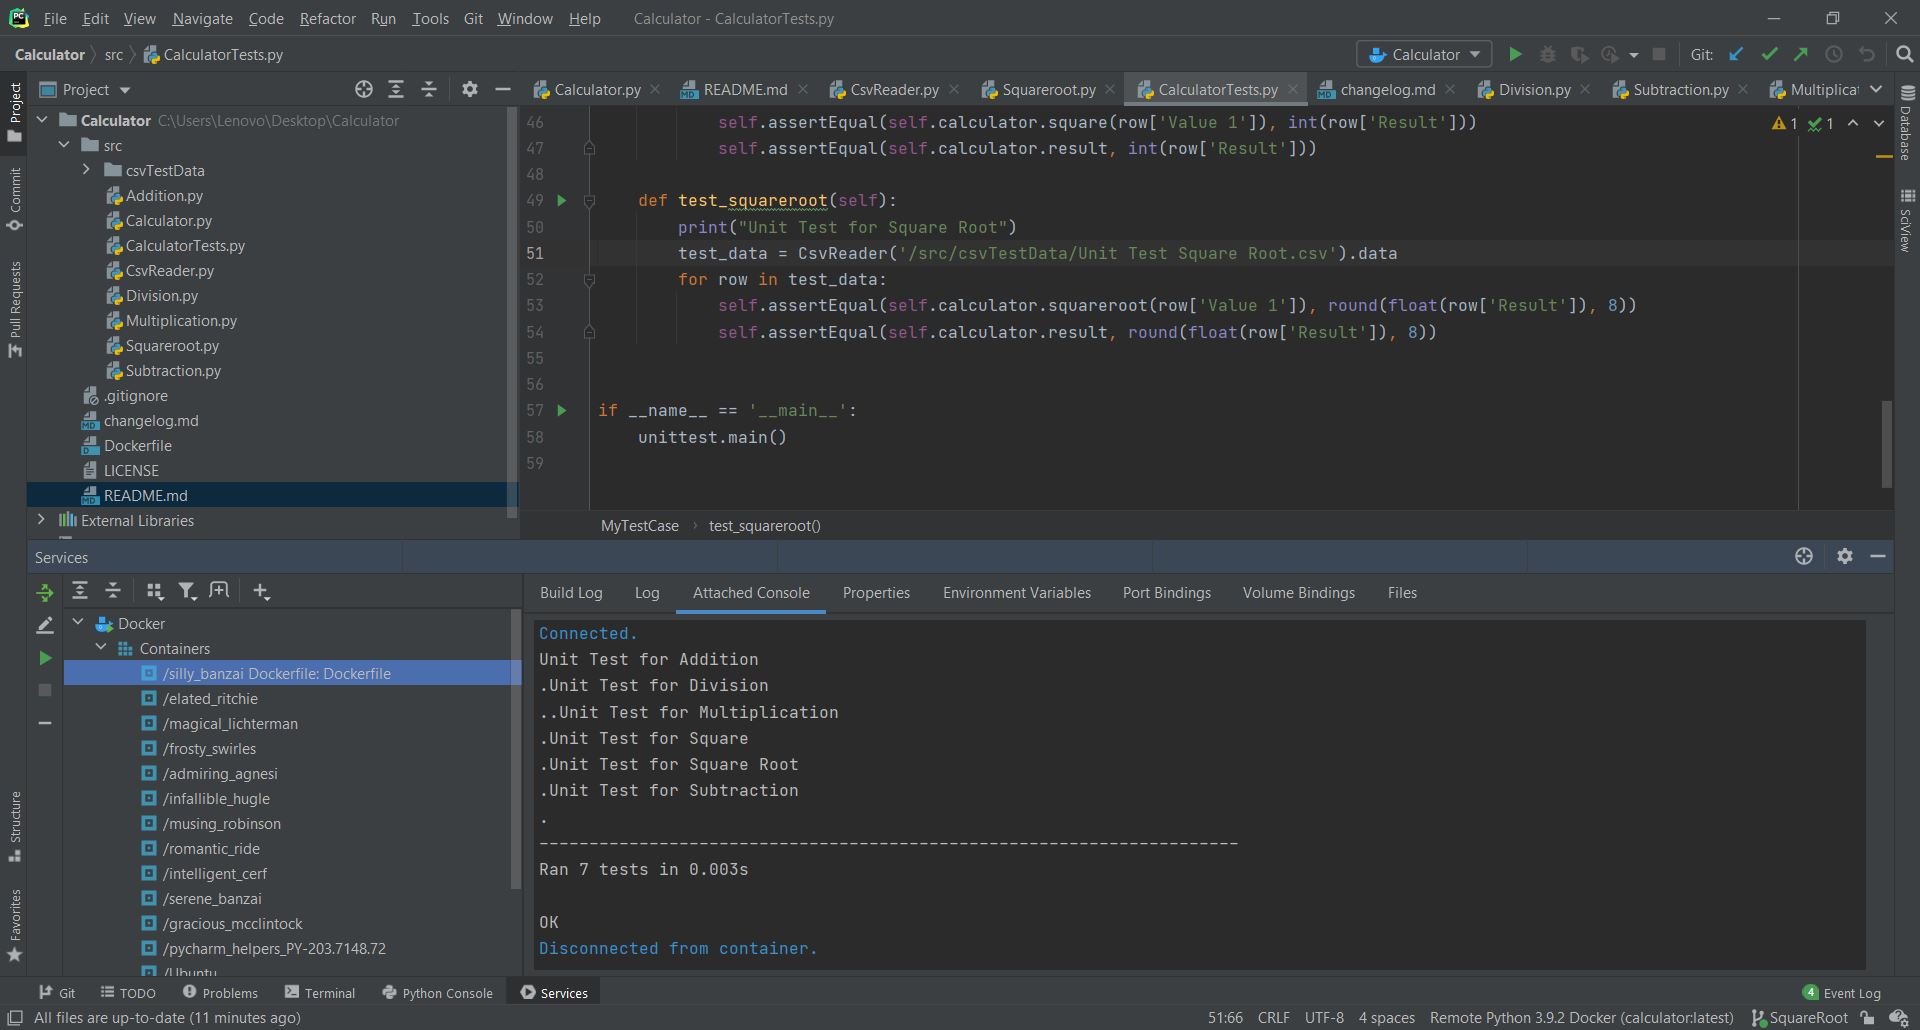 File Edit View Navigate Code Refactor Run Tools Git Window Help Calculator - CalculatorTests.py
Calculator src CalculatorTests.py Calculator Git:
Project Calculator.py README.md CsvReader.py Squareroot.py CalculatorTests.py changelog.md Division.py Subtraction.py Multiplicat
Project
Commit
Pull Requests
Structure
Favorites
Calculator C:\Users\Lenovo\Desktop\Calculator
src
csvTestData
Addition.py
Calculator.py
CalculatorTests.py
CsvReader.py
Division.py
Multiplication.py
Squareroot.py
Subtraction.py
.gitignore
changelog.md
Dockerfile
LICENSE
README.md
External Libraries
46 self.assertEqual(self.calculator.square(row['Value 1']), int(row['Result']))
47 self.assertEqual(self.calculator.result, int(row['Result']))
48
49 def test_squareroot(self):
50 print("Unit Test for Square Root")
51 test_data = CsvReader('/src/csvTestData/Unit Test Square Root.csv').data
52 for row in test_data:
53 self.assertEqual(self.calculator.squareroot(row['Value 1']), round(float(row['Result']), 8))
54 self.assertEqual(self.calculator.result, round(float(row['Result']), 8))
55
56
57 if __name__ == '__main__':
58 unittest.main()
59
1 1
Database
SciView
MyTestCase test_squareroot()
Services
Docker
Containers
/silly_banzai Dockerfile: Dockerfile
/elated_ritchie
/magical_lichterman
/frosty_swirles
/admiring_agnesi
/infallible_hugle
/musing_robinson
/romantic_ride
/intelligent_cerf
/serene_banzai
/gracious_mcclintock
/pycharm_helpers_PY-203.7148.72
/Ubuntu
Build Log Log Attached Console Properties Environment Variables Port Bindings Volume Bindings Files
Connected.
Unit Test for Addition
.Unit Test for Division
..Unit Test for Multiplication
.Unit Test for Square
.Unit Test for Square Root
.Unit Test for Subtraction
.
----------------------------------------------------------------------
Ran 7 tests in 0.003s
OK
Disconnected from container.
Git TODO Problems Terminal Python Console Services 4 Event Log
All files are up-to-date (11 minutes ago) 51:66 CRLF UTF-8 4 spaces Remote Python 3.9.2 Docker (calculator:latest) SquareRoot